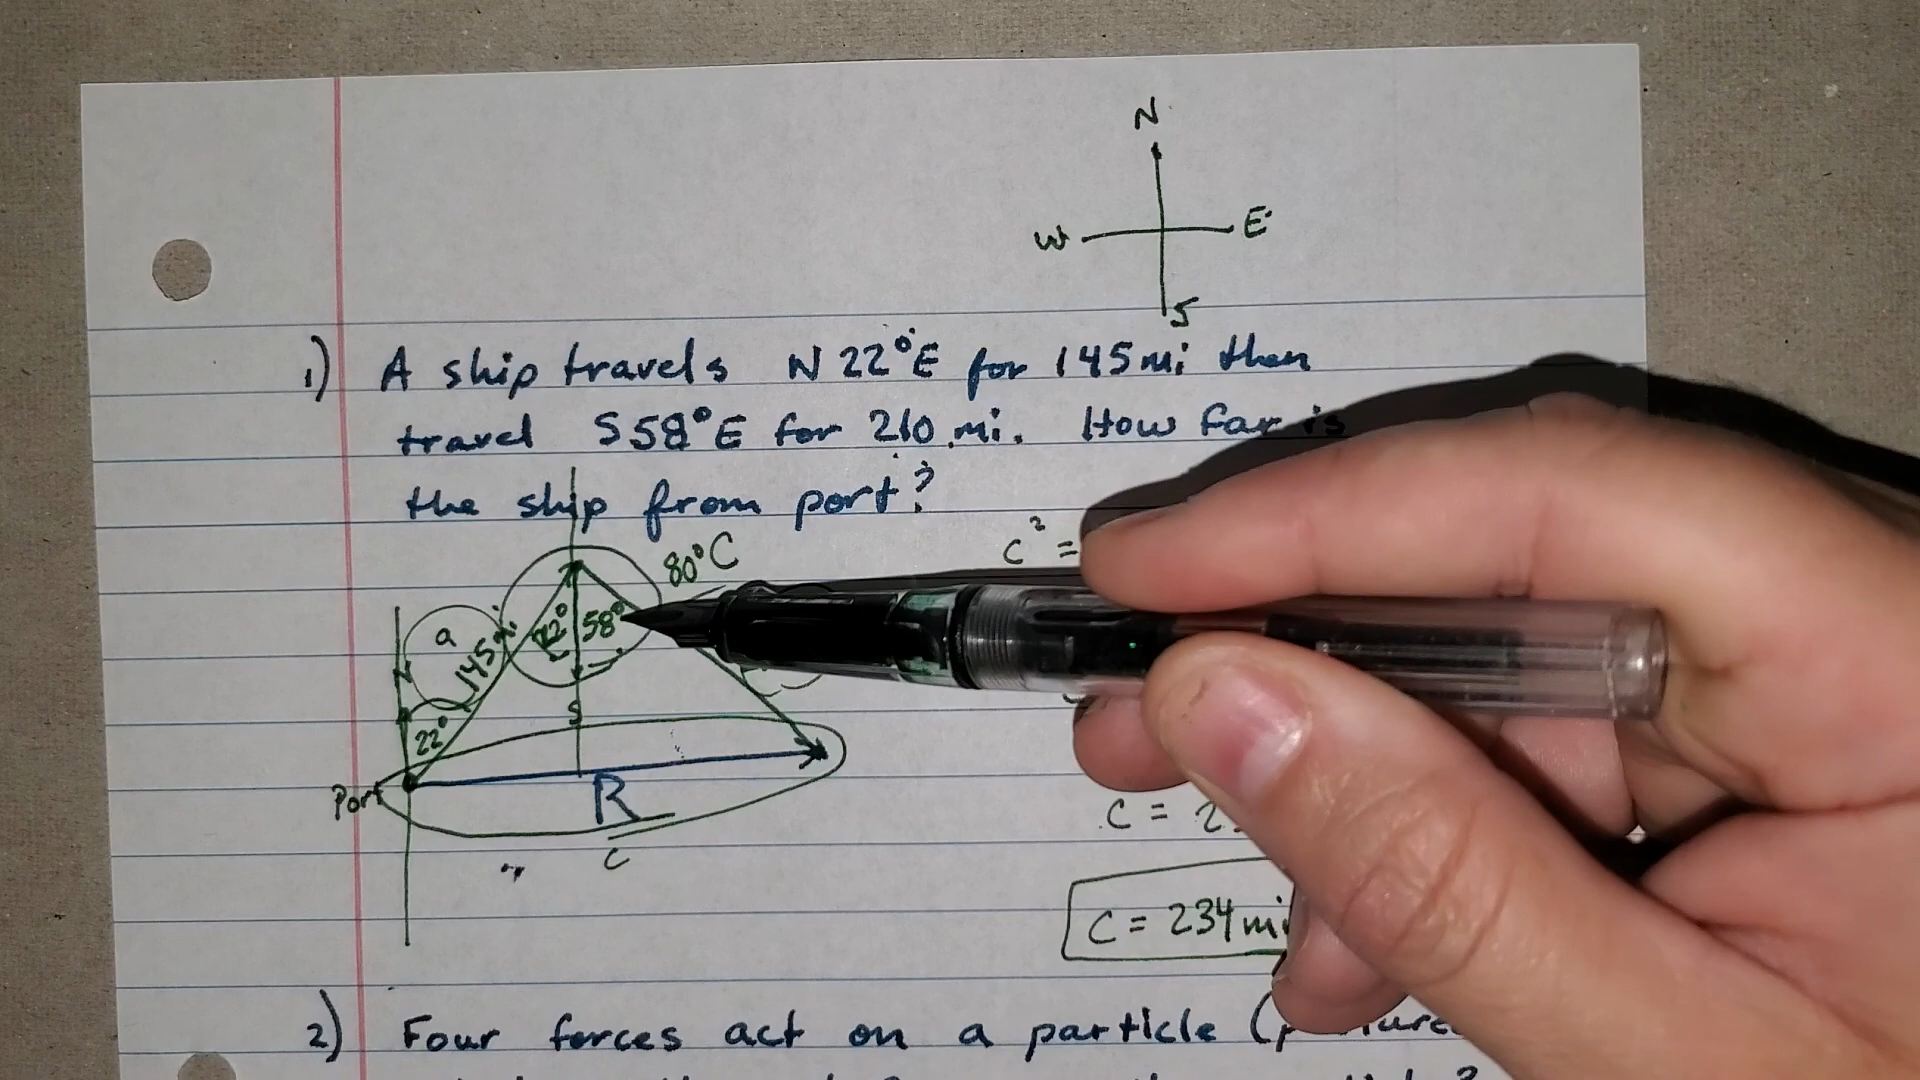 N
W E
S
1) A ship travels N 22°E for 145 mi then
travel S 58°E for 210 mi. How far is
the ship from port?
80° C
c² =
a
145 mi
22° 58°
N
S
22°
Port
R
c
c = 2
c = 234 mi
2) Four forces act on a particle